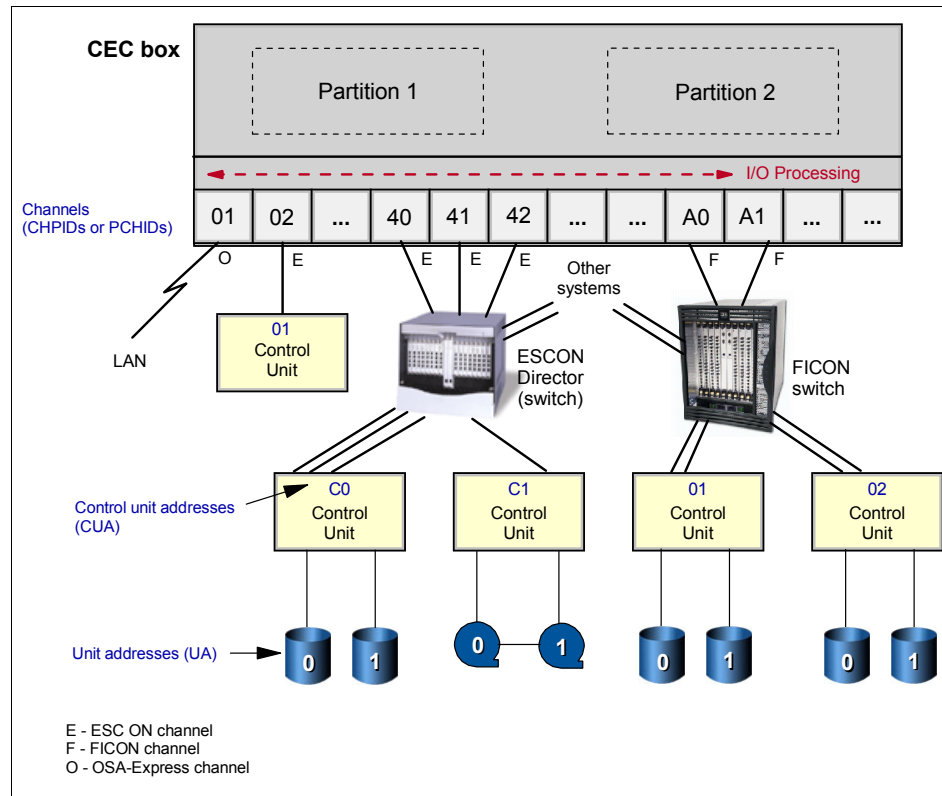 CEC box
Partition 1
Partition 2
I/O Processing
Channels
(CHPIDs or PCHIDs)
01 02 ... 40 41 42 ... ... A0 A1 ... ...
O E E E E F F
LAN
01
Control
Unit
Other
systems
ESCON
Director
(switch)
FICON
switch
Control unit addresses
(CUA)
C0
Control
Unit
C1
Control
Unit
01
Control
Unit
02
Control
Unit
Unit addresses (UA)
0 1 0 1 0 1 0 1
E - ESC ON channel
F - FICON channel
O - OSA-Express channel